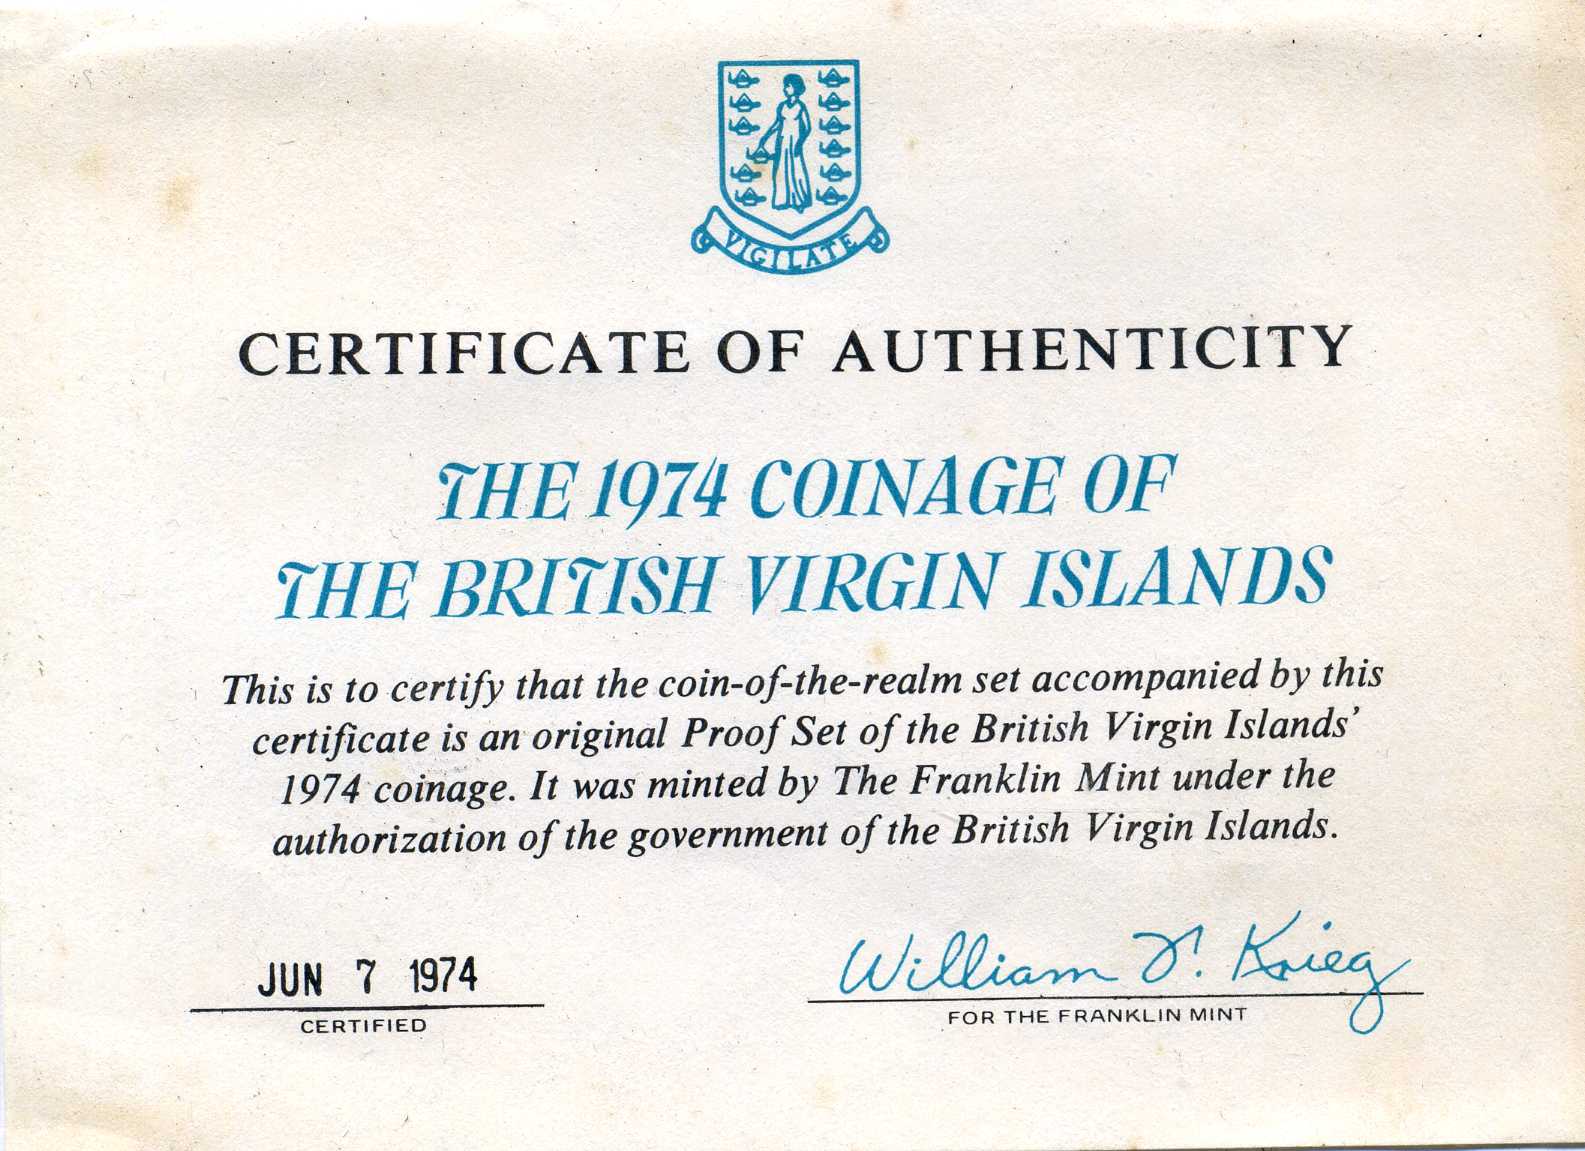 VIGILATE
CERTIFICATE OF AUTHENTICITY
THE 1974 COINAGE OF
THE BRITISH VIRGIN ISLANDS
This is to certify that the coin-of-the-realm set accompanied by this
certificate is an original Proof Set of the British Virgin Islands’
1974 coinage. It was minted by The Franklin Mint under the
authorization of the government of the British Virgin Islands.
JUN 7 1974
CERTIFIED
William T. Krieg
FOR THE FRANKLIN MINT